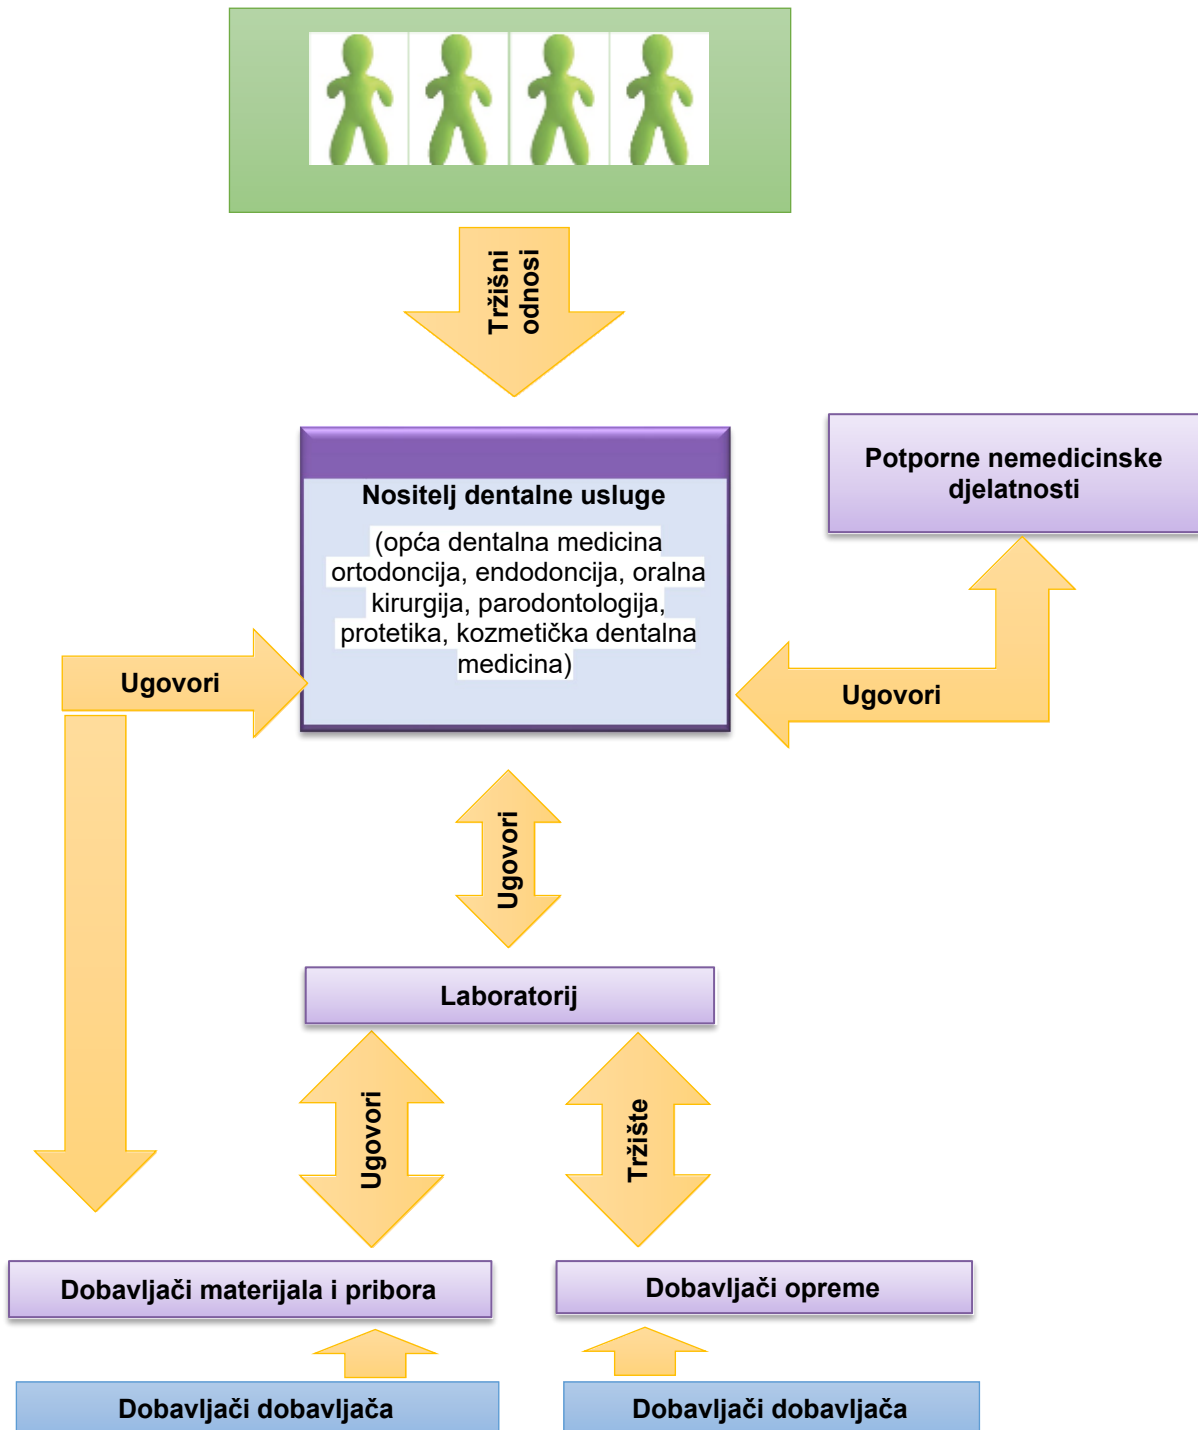 Tržišni
odnosi
Potporne nemedicinske
djelatnosti
Nositelj dentalne usluge
(opća dentalna medicina
ortodoncija, endodoncija, oralna
kirurgija, parodontologija,
protetika, kozmetička dentalna
medicina)
Ugovori
Ugovori
Ugovori
Laboratorij
Ugovori
Tržište
Dobavljači materijala i pribora
Dobavljači opreme
Dobavljači dobavljača
Dobavljači dobavljača